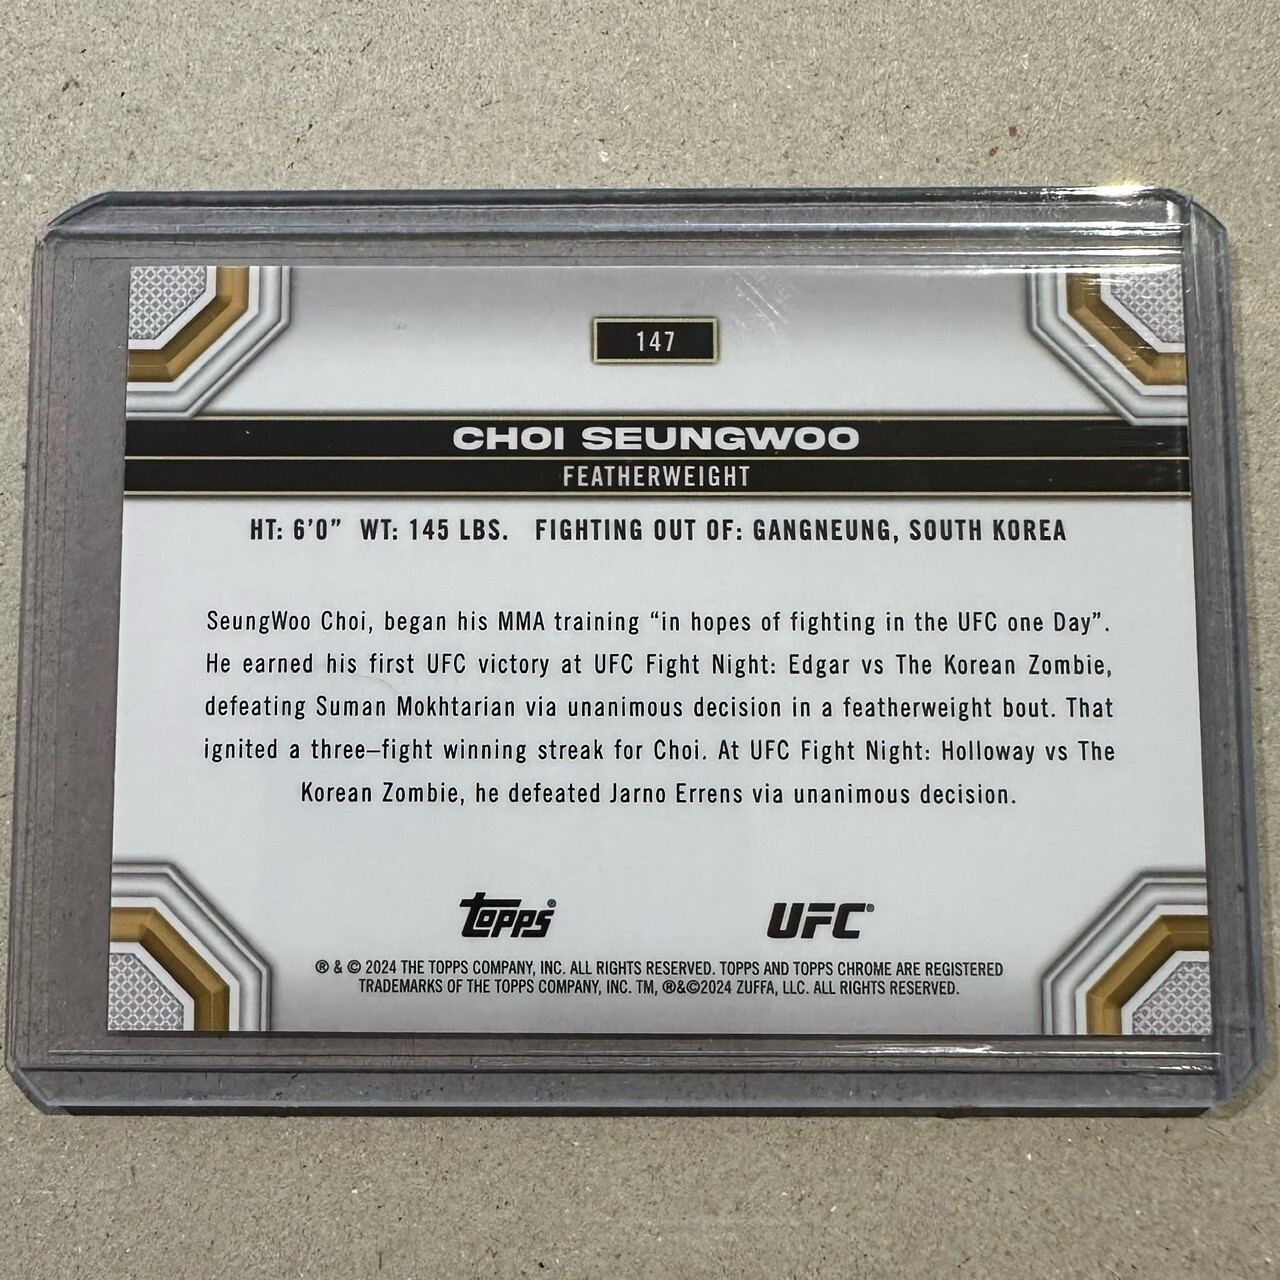 147
CHOI SEUNGWOO
FEATHERWEIGHT
HT: 6'0" WT: 145 LBS. FIGHTING OUT OF: GANGNEUNG, SOUTH KOREA
SeungWoo Choi, began his MMA training “in hopes of fighting in the UFC one Day”.
He earned his first UFC victory at UFC Fight Night: Edgar vs The Korean Zombie,
defeating Suman Mokhtarian via unanimous decision in a featherweight bout. That
ignited a three–fight winning streak for Choi. At UFC Fight Night: Holloway vs The
Korean Zombie, he defeated Jarno Errens via unanimous decision.
topps® UFC®
® & © 2024 THE TOPPS COMPANY, INC. ALL RIGHTS RESERVED. TOPPS AND TOPPS CHROME ARE REGISTERED
TRADEMARKS OF THE TOPPS COMPANY, INC. TM, ®&©2024 ZUFFA, LLC. ALL RIGHTS RESERVED.